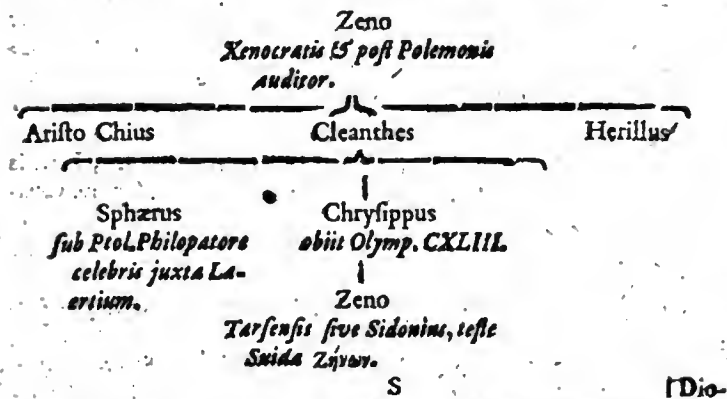 Zeno
Xenocratis & post Polemonis
auditor.
Aristo Chius Cleanthes Herillus
Sphærus
sub Ptol. Philopatore
celebris juxta La-
ertium.
Chrysippus
obiit Olymp. CXLIII.
Zeno
Tarsensis sive Sidonius, teste
Suida Ζήνων.
S [Dio-